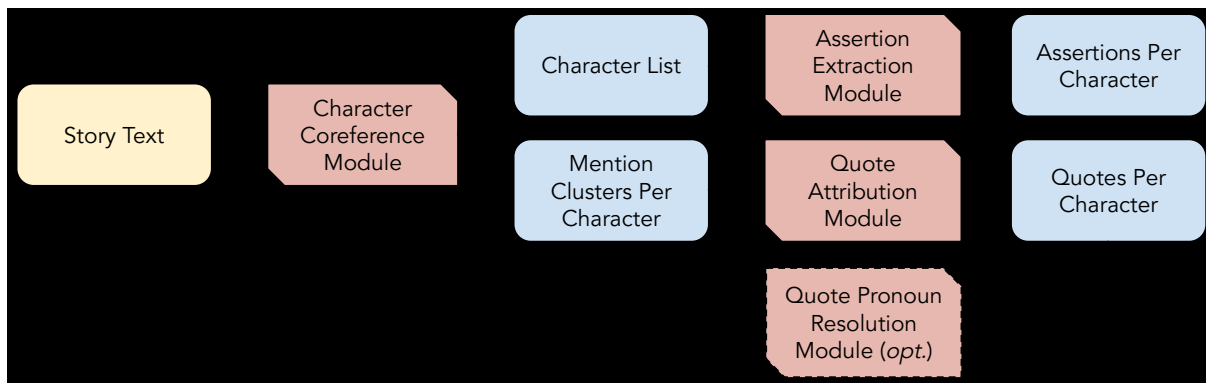 Story Text
Character
Coreference
Module
Character List
Mention
Clusters Per
Character
Assertion
Extraction
Module
Quote
Attribution
Module
Quote Pronoun
Resolution
Module (opt.)
Assertions Per
Character
Quotes Per
Character